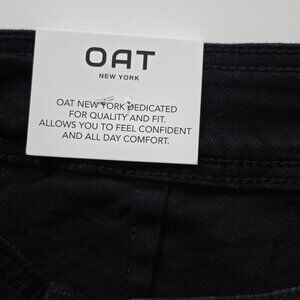 OAT
NEW YORK
OAT NEW YORK DEDICATED
FOR QUALITY AND FIT.
ALLOWS YOU TO FEEL CONFIDENT
AND ALL DAY COMFORT.